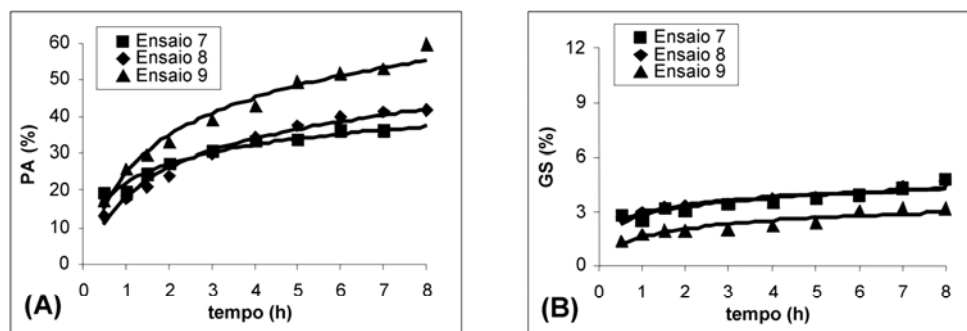 60
50
40
30
20
10
0
PA (%)
Ensaio 7
Ensaio 8
Ensaio 9
0 1 2 3 4 5 6 7 8
tempo (h)
(A)
12
9
6
3
0
GS (%)
Ensaio 7
Ensaio 8
Ensaio 9
0 1 2 3 4 5 6 7 8
tempo (h)
(B)